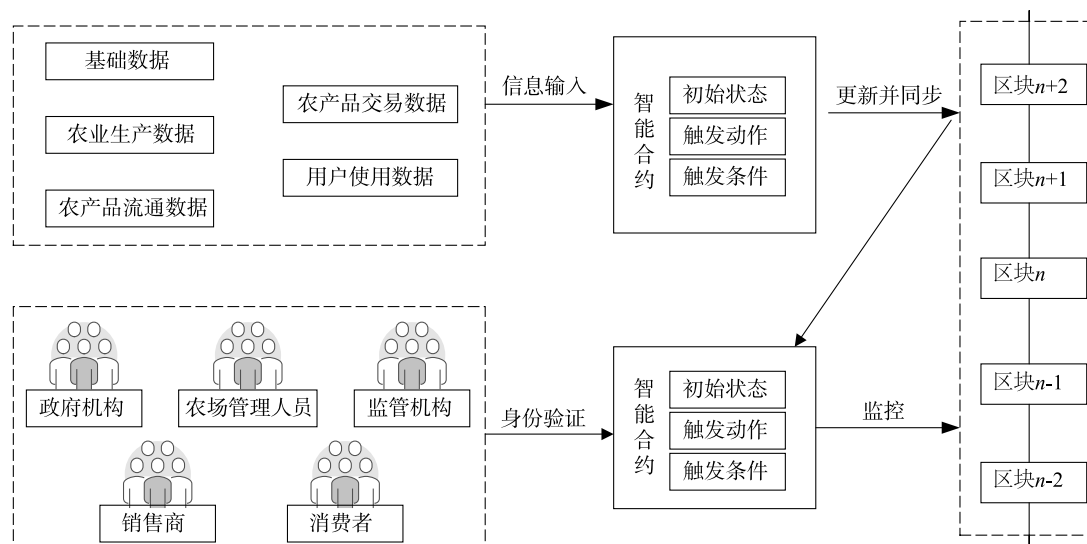 基础数据
农业生产数据
农产品流通数据
农产品交易数据
用户使用数据
信息输入
智能合约
初始状态
触发动作
触发条件
更新并同步
区块n+2
区块n+1
区块n
区块n-1
区块n-2
政府机构
农场管理人员
监管机构
销售商
消费者
身份验证
智能合约
初始状态
触发动作
触发条件
监控